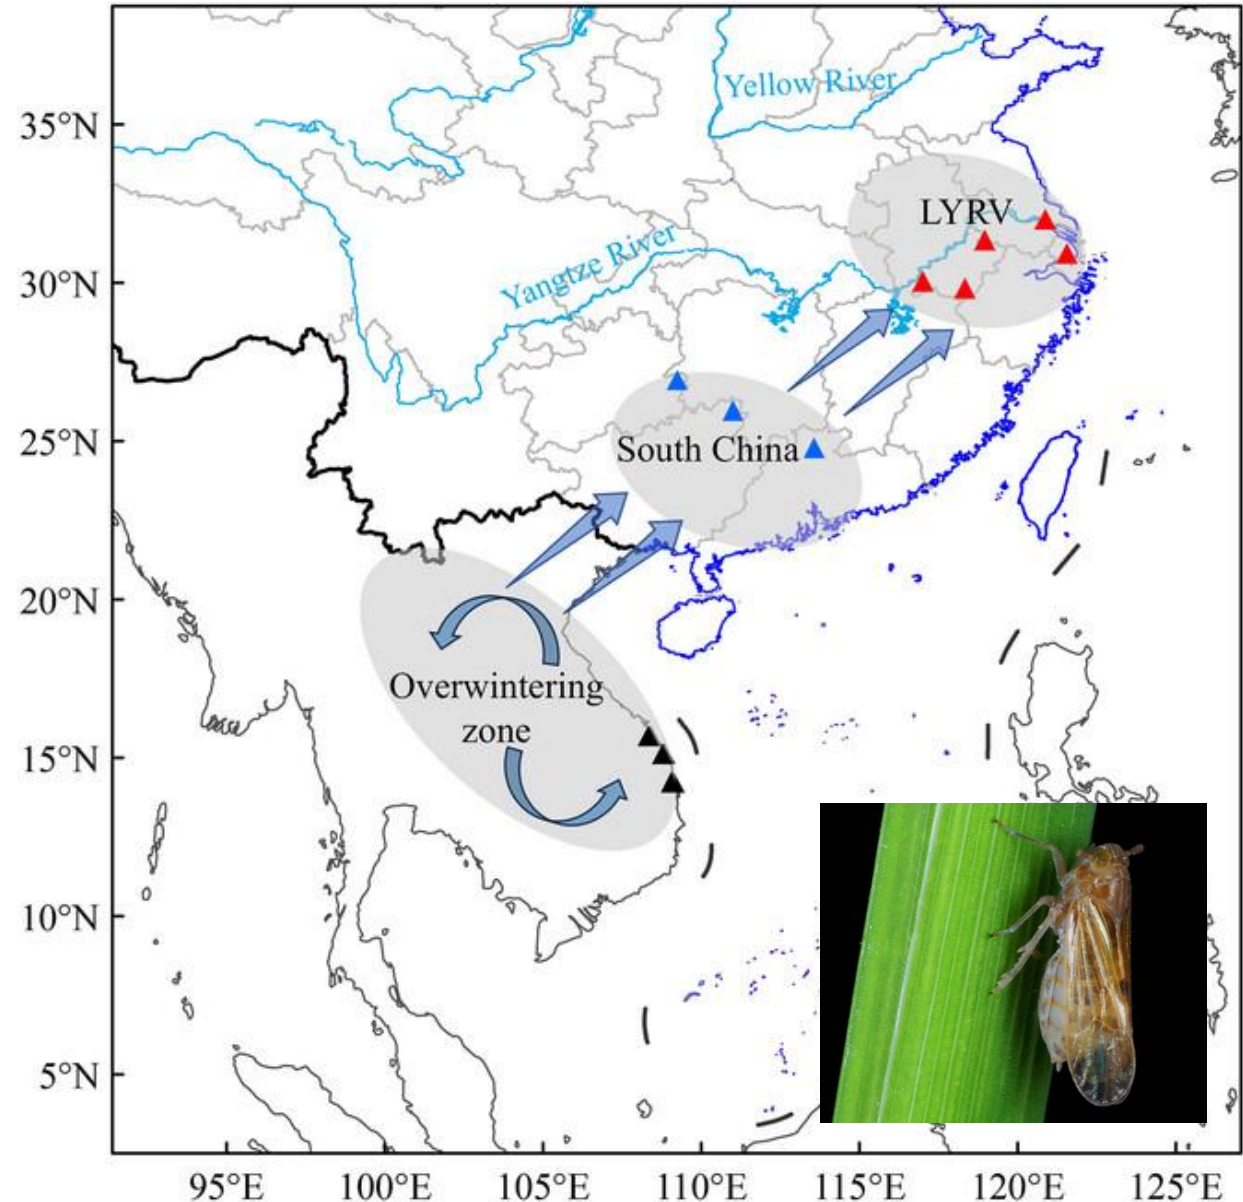 35°N
30°N
25°N
20°N
15°N
10°N
5°N
Yellow River
LYRV
Yangtze River
South China
Overwintering
zone
95°E
100°E
105°E
110°E
115°E
120°E
125°E